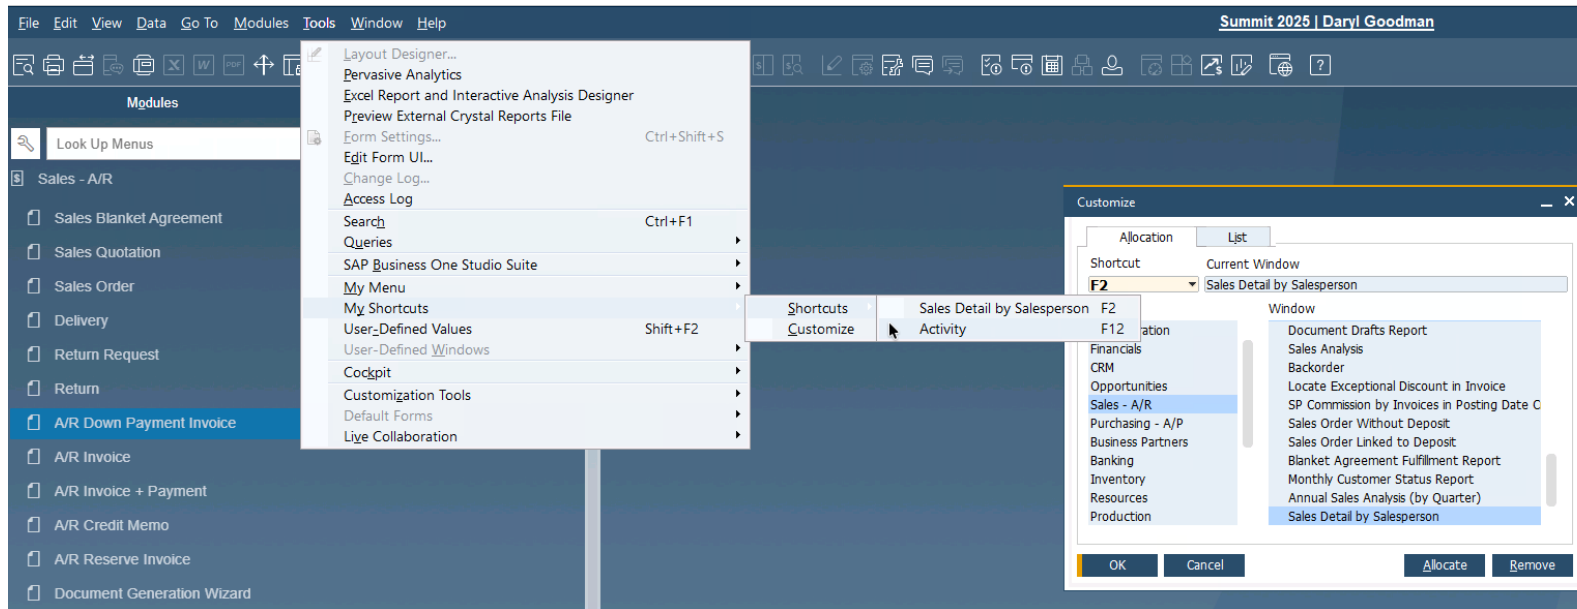 File Edit View Data Go To Modules Tools Window Help
Summit 2025 | Daryl Goodman
Modules
Look Up Menus
Sales - A/R
Sales Blanket Agreement
Sales Quotation
Sales Order
Delivery
Return Request
Return
A/R Down Payment Invoice
A/R Invoice
A/R Invoice + Payment
A/R Credit Memo
A/R Reserve Invoice
Document Generation Wizard
Layout Designer...
Pervasive Analytics
Excel Report and Interactive Analysis Designer
Preview External Crystal Reports File
Form Settings... Ctrl+Shift+S
Edit Form UI...
Change Log...
Access Log
Search Ctrl+F1
Queries
SAP Business One Studio Suite
My Menu
My Shortcuts
User-Defined Values Shift+F2
User-Defined Windows
Cockpit
Customization Tools
Default Forms
Live Collaboration
Shortcuts
Customize
Sales Detail by Salesperson F2
Activity F12
Customize
Allocation List
Shortcut Current Window
F2 Sales Detail by Salesperson
Window
Financials
CRM
Opportunities
Sales - A/R
Purchasing - A/P
Business Partners
Banking
Inventory
Resources
Production
Document Drafts Report
Sales Analysis
Backorder
Locate Exceptional Discount in Invoice
SP Commission by Invoices in Posting Date
Sales Order Without Deposit
Sales Order Linked to Deposit
Blanket Agreement Fulfillment Report
Monthly Customer Status Report
Annual Sales Analysis (by Quarter)
Sales Detail by Salesperson
OK Cancel Allocate Remove